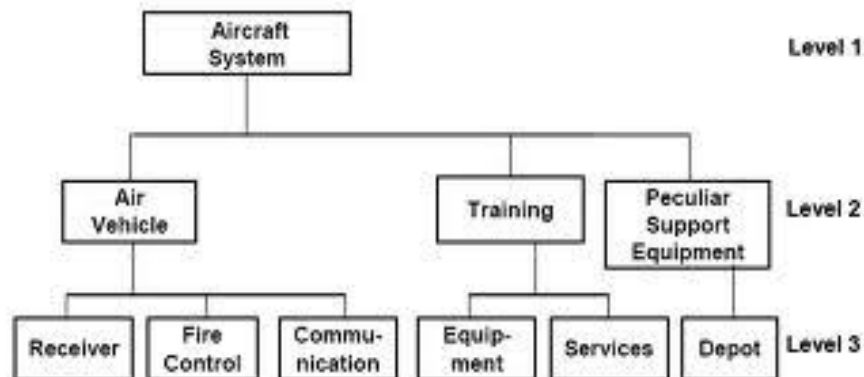 Aircraft
System
Level 1
Air
Vehicle
Training
Peculiar
Support
Equipment
Level 2
Receiver
Fire
Control
Commu-
nication
Equip-
ment
Services
Depot
Level 3